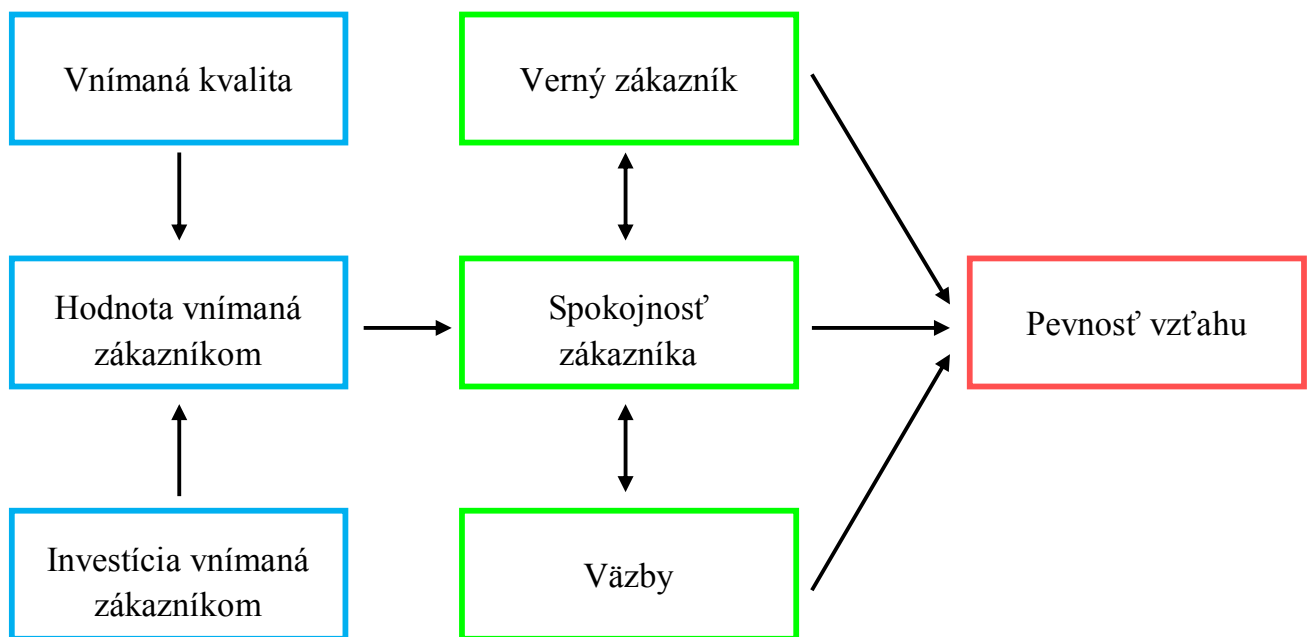 Vnímaná kvalita
Verný zákazník
Hodnota vnímaná
zákazníkom
Spokojnosť
zákazníka
Pevnosť vzťahu
Investícia vnímaná
zákazníkom
Väzby